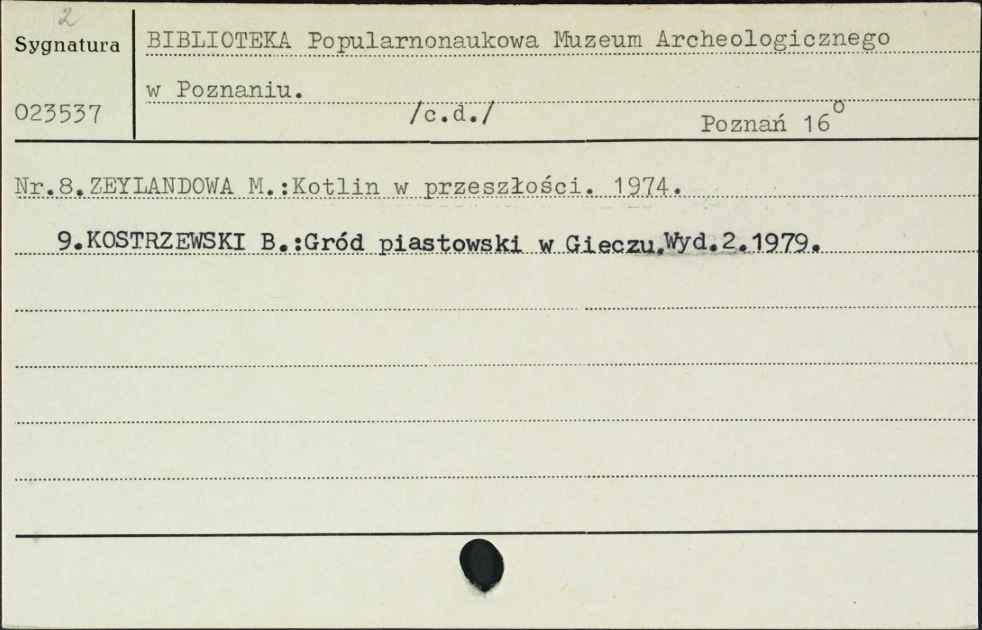 2
Sygnatura
023537
BIBLIOTEKA Popularnonaukowa Muzeum Archeologicznego
w Poznaniu.
/c.d./
Poznań 16°
Nr.8.ZEYLANDOWA M.:Kotlin w przeszłości. 1974.
9.KOSTRZEWSKI B.:Gród piastowski w Gieczu.Wyd.2.1979.